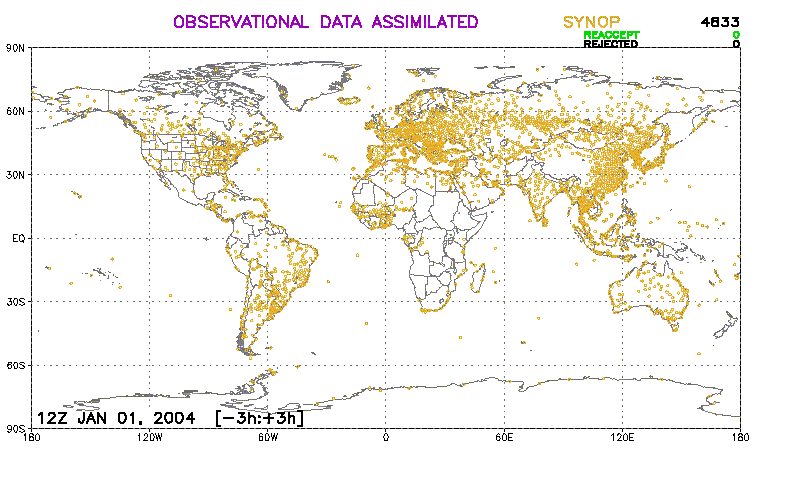 OBSERVATIONAL DATA ASSIMILATED SYNOP 4633
REACCEPT 0
REJECTED 0
90N
60N
30N
EQ
30S
60S
90S
12Z JAN 01, 2004 [-3h:+3h]
180 120W 60W 0 60E 120E 180